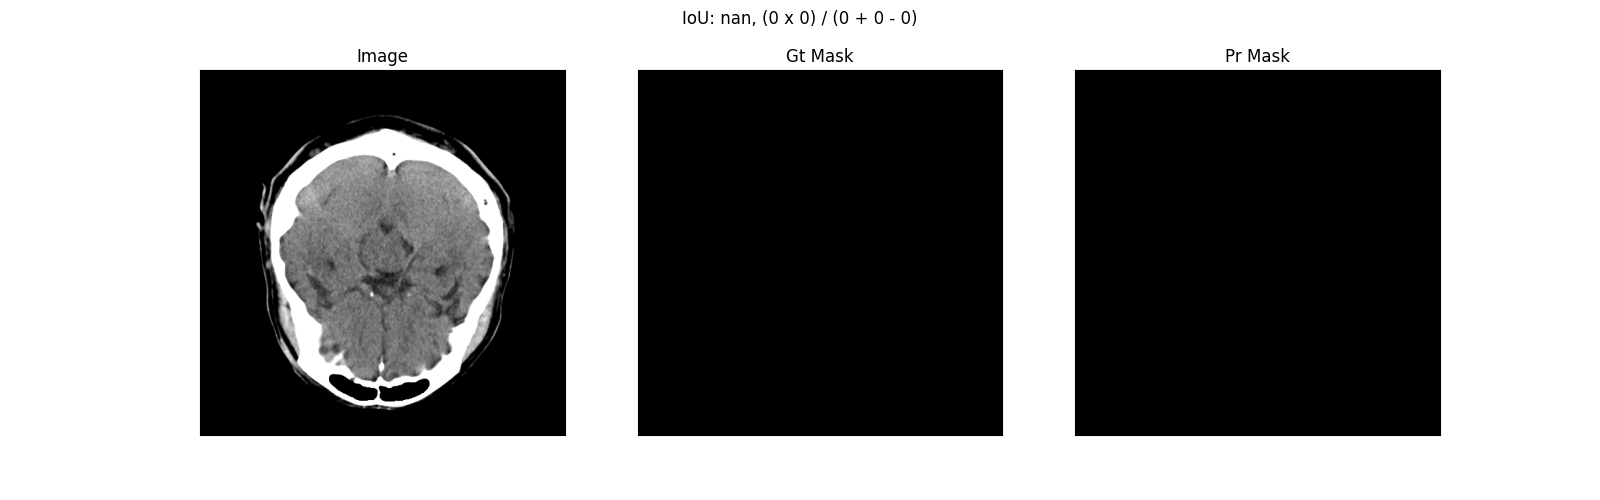 IoU: nan, (0 x 0) / (0 + 0 - 0)
Image
Gt Mask
Pr Mask